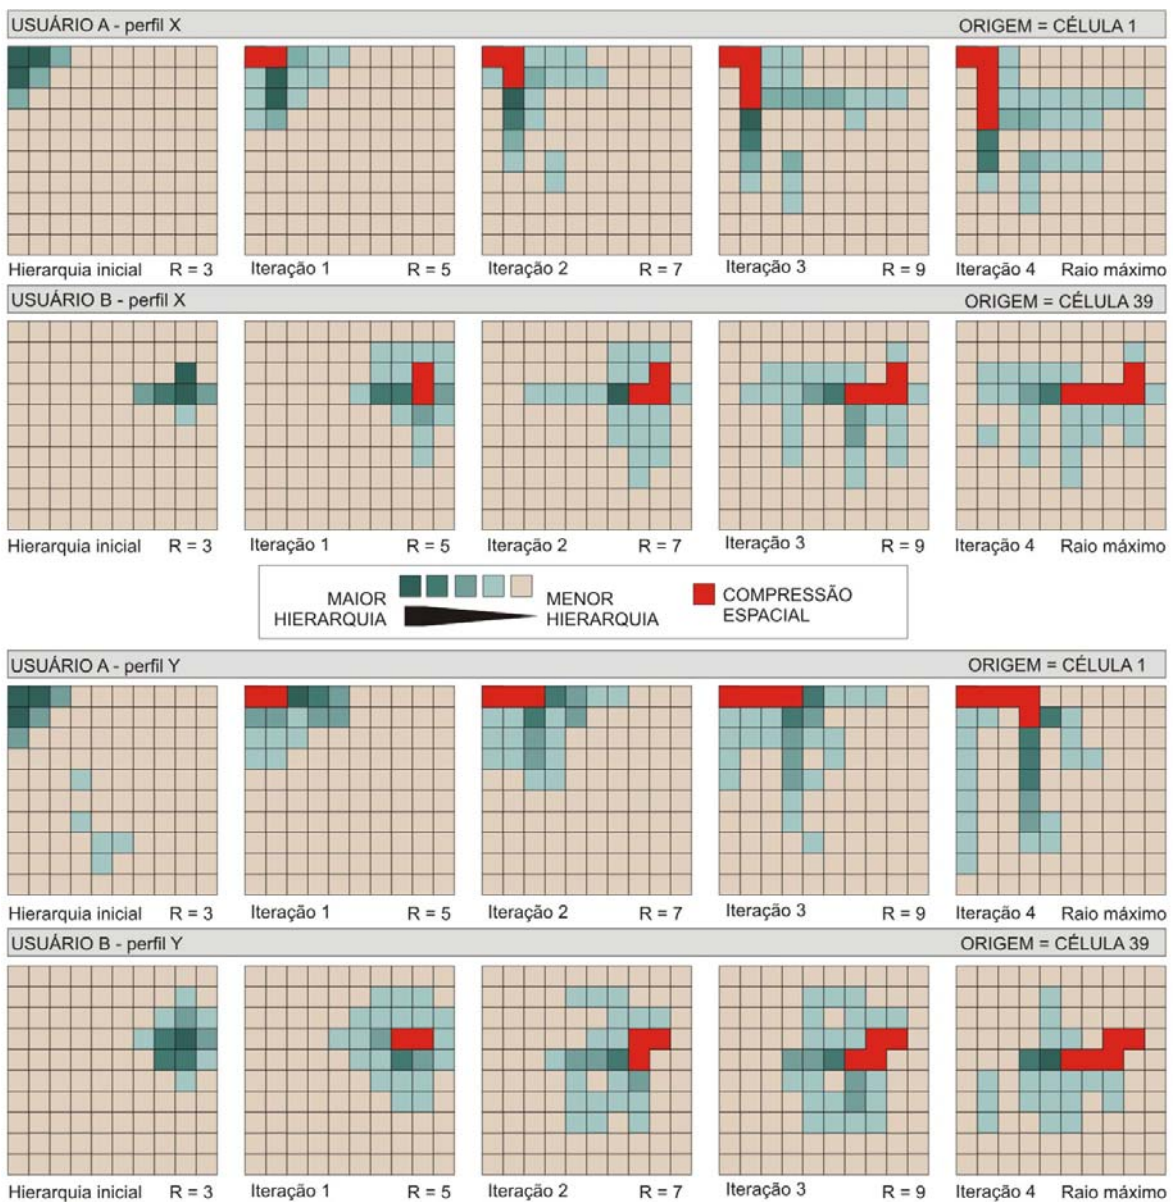 USUÁRIO A - perfil X ORIGEM = CÉLULA 1
Hierarquia inicial R = 3 Iteração 1 R = 5 Iteração 2 R = 7 Iteração 3 R = 9 Iteração 4 Raio máximo
USUÁRIO B - perfil X ORIGEM = CÉLULA 39
Hierarquia inicial R = 3 Iteração 1 R = 5 Iteração 2 R = 7 Iteração 3 R = 9 Iteração 4 Raio máximo
MAIOR HIERARQUIA
MENOR HIERARQUIA
COMPRESSÃO ESPACIAL
USUÁRIO A - perfil Y ORIGEM = CÉLULA 1
Hierarquia inicial R = 3 Iteração 1 R = 5 Iteração 2 R = 7 Iteração 3 R = 9 Iteração 4 Raio máximo
USUÁRIO B - perfil Y ORIGEM = CÉLULA 39
Hierarquia inicial R = 3 Iteração 1 R = 5 Iteração 2 R = 7 Iteração 3 R = 9 Iteração 4 Raio máximo